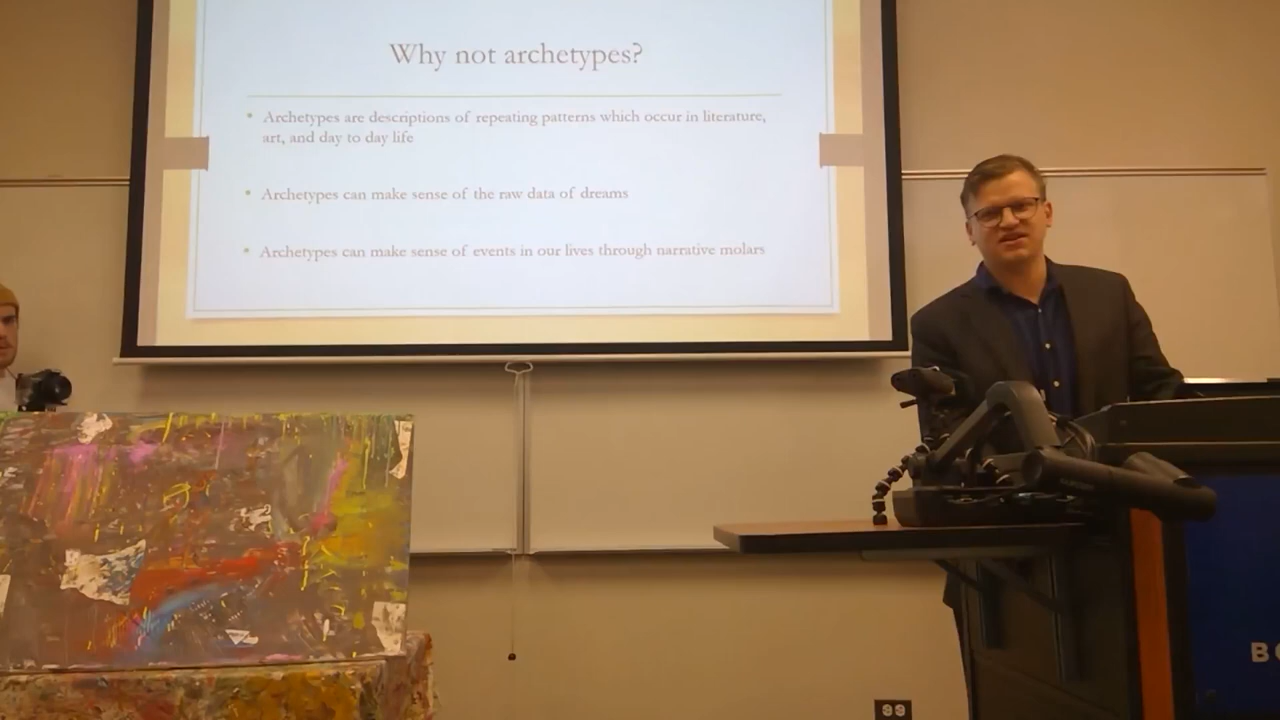 Why not archetypes?
• Archetypes are descriptions of repeating patterns which occur in literature,
art, and day to day life
• Archetypes can make sense of the raw data of dreams
• Archetypes can make sense of events in our lives through narrative molars